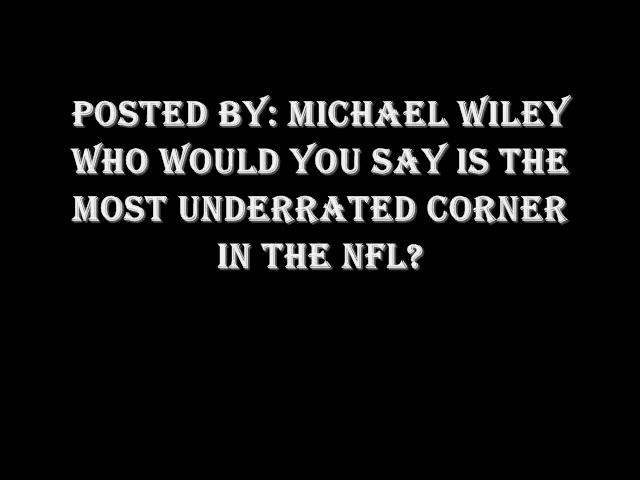 POSTED BY: MICHAEL WILEY
WHO WOULD YOU SAY IS THE
MOST UNDERRATED CORNER
IN THE NFL?